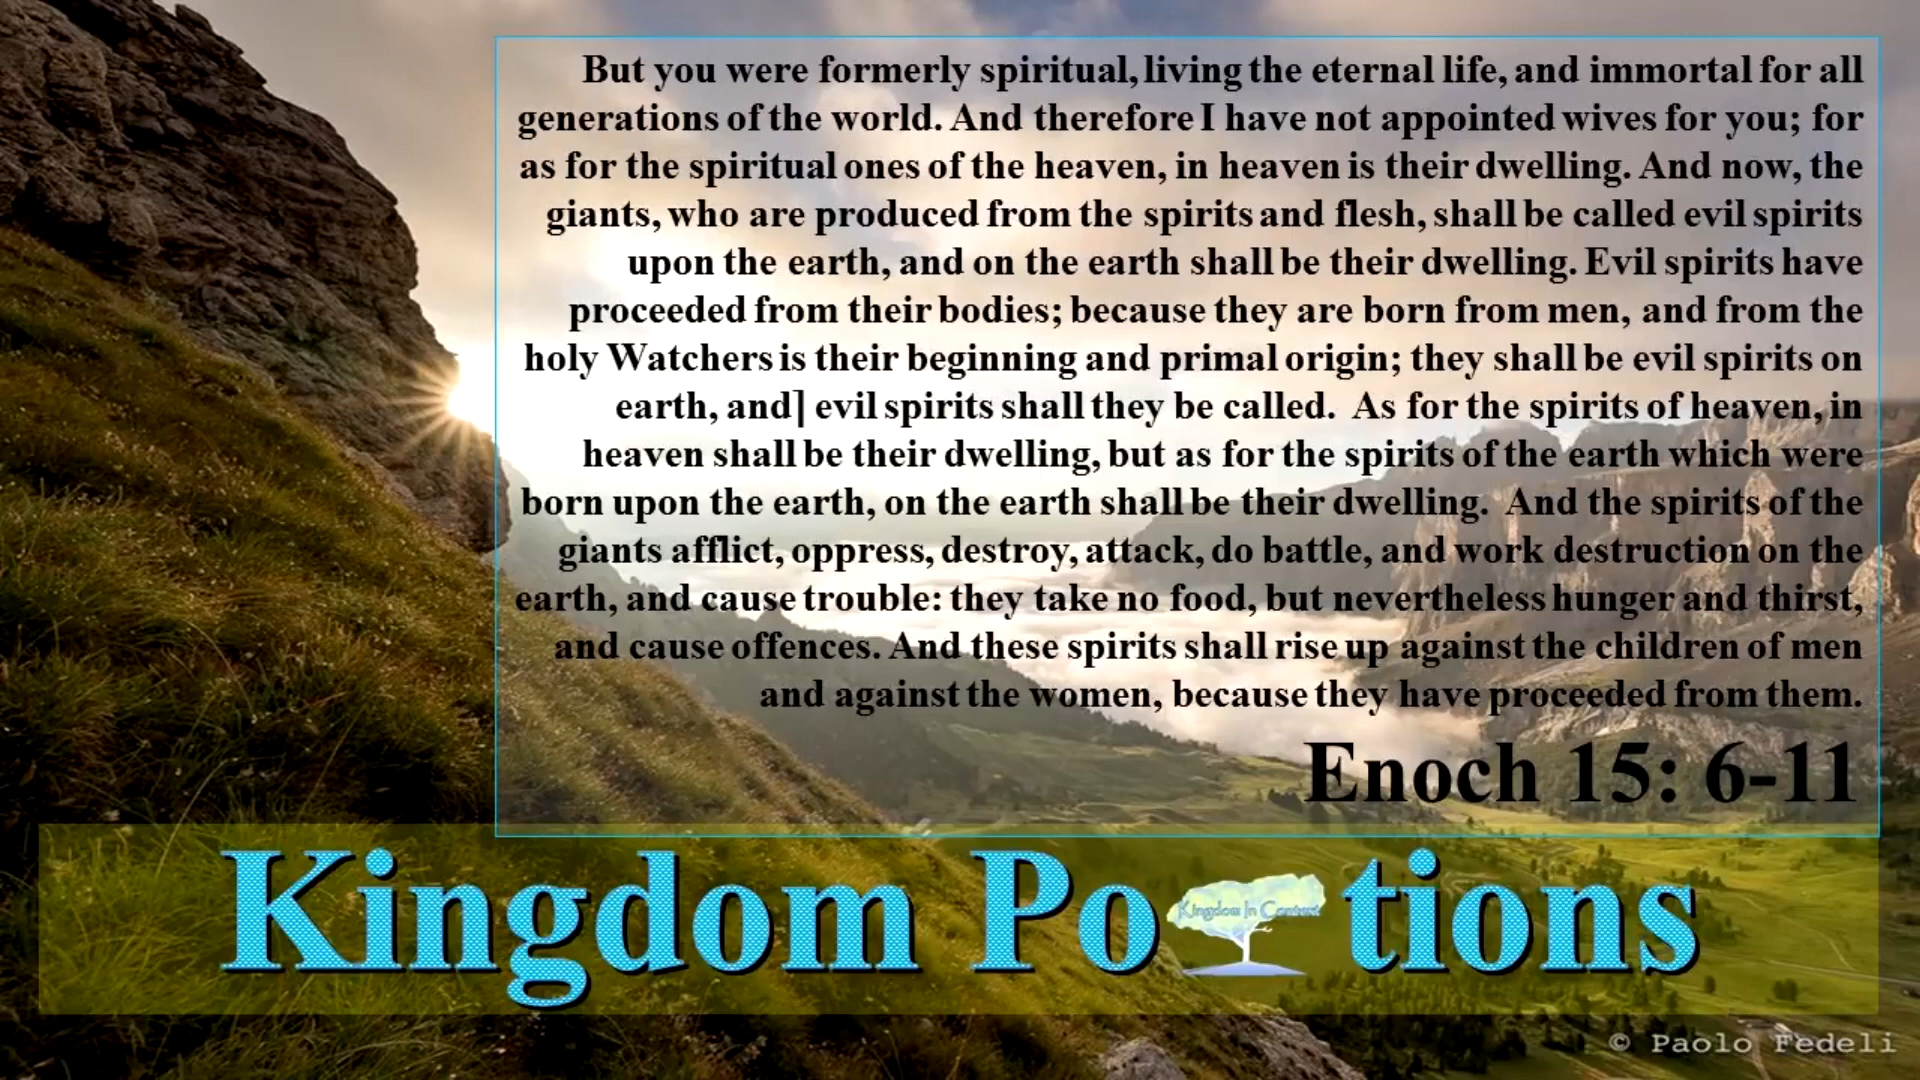 But you were formerly spiritual, living the eternal life, and immortal for all
generations of the world. And therefore I have not appointed wives for you; for
as for the spiritual ones of the heaven, in heaven is their dwelling. And now, the
giants, who are produced from the spirits and flesh, shall be called evil spirits
upon the earth, and on the earth shall be their dwelling. Evil spirits have
proceeded from their bodies; because they are born from men, and from the
holy Watchers is their beginning and primal origin; they shall be evil spirits on
earth, and] evil spirits shall they be called.  As for the spirits of heaven, in
heaven shall be their dwelling, but as for the spirits of the earth which were
born upon the earth, on the earth shall be their dwelling.  And the spirits of the
giants afflict, oppress, destroy, attack, do battle, and work destruction on the
earth, and cause trouble: they take no food, but nevertheless hunger and thirst,
and cause offences. And these spirits shall rise up against the children of men
and against the women, because they have proceeded from them.
Enoch 15: 6-11
Kingdom Po tions
Kingdom In Context
© Paolo Fedeli